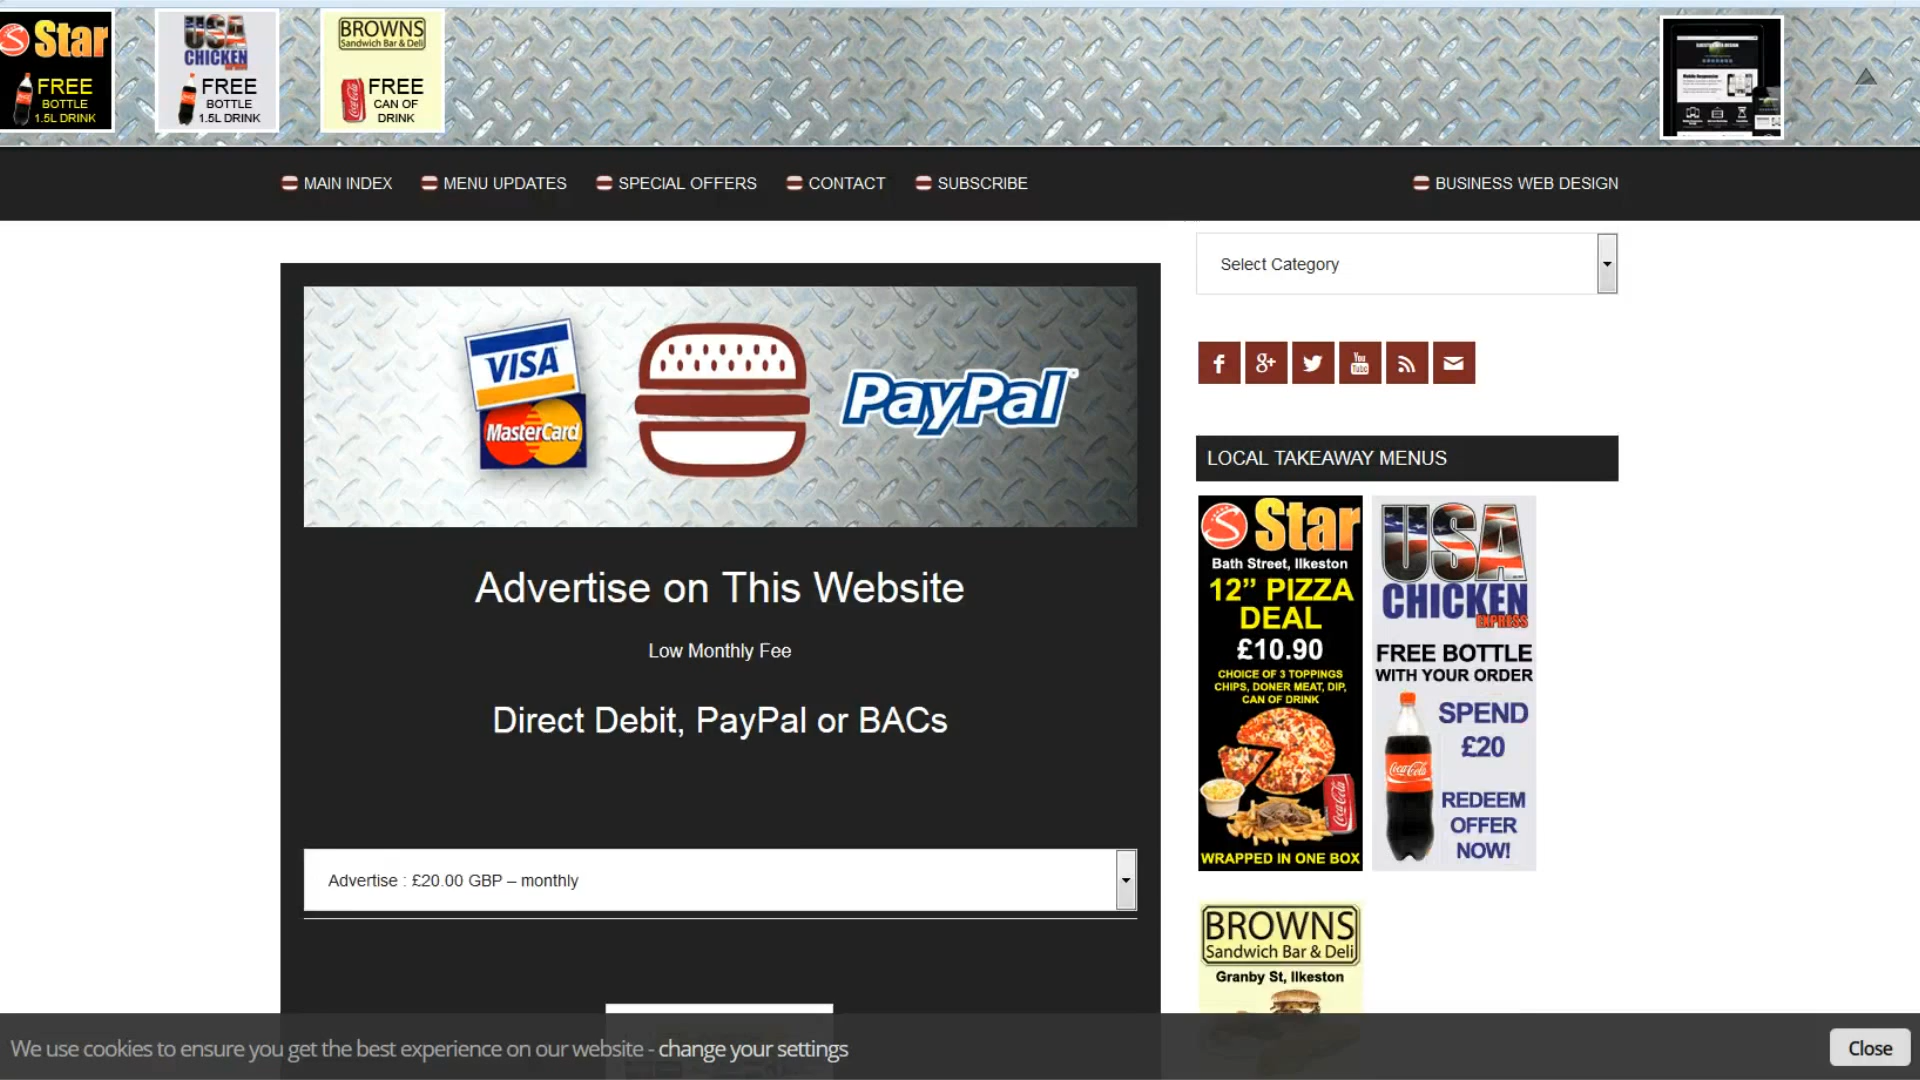 Star
FREE
BOTTLE
1.5L DRINK
USA
CHICKEN
FREE
BOTTLE
1.5L DRINK
BROWNS
Sandwich Bar & Deli
FREE
CAN OF
DRINK
MAIN INDEX
MENU UPDATES
SPECIAL OFFERS
CONTACT
SUBSCRIBE
BUSINESS WEB DESIGN
VISA
MasterCard
PayPal
Advertise on This Website
Low Monthly Fee
Direct Debit, PayPal or BACs
Advertise : £20.00 GBP – monthly
Select Category
f
g+
You
Tube
LOCAL TAKEAWAY MENUS
S Star
Bath Street, Ilkeston
12” PIZZA
DEAL
£10.90
CHOICE OF 3 TOPPINGS
CHIPS, DONER MEAT, DIP,
CAN OF DRINK
Coca-Cola
WRAPPED IN ONE BOX
USA
CHICKEN
EXPRESS
FREE BOTTLE
WITH YOUR ORDER
SPEND
£20
Coca-Cola
REDEEM
OFFER
NOW!
BROWNS
Sandwich Bar & Deli
Granby St, Ilkeston
We use cookies to ensure you get the best experience on our website - change your settings
Close